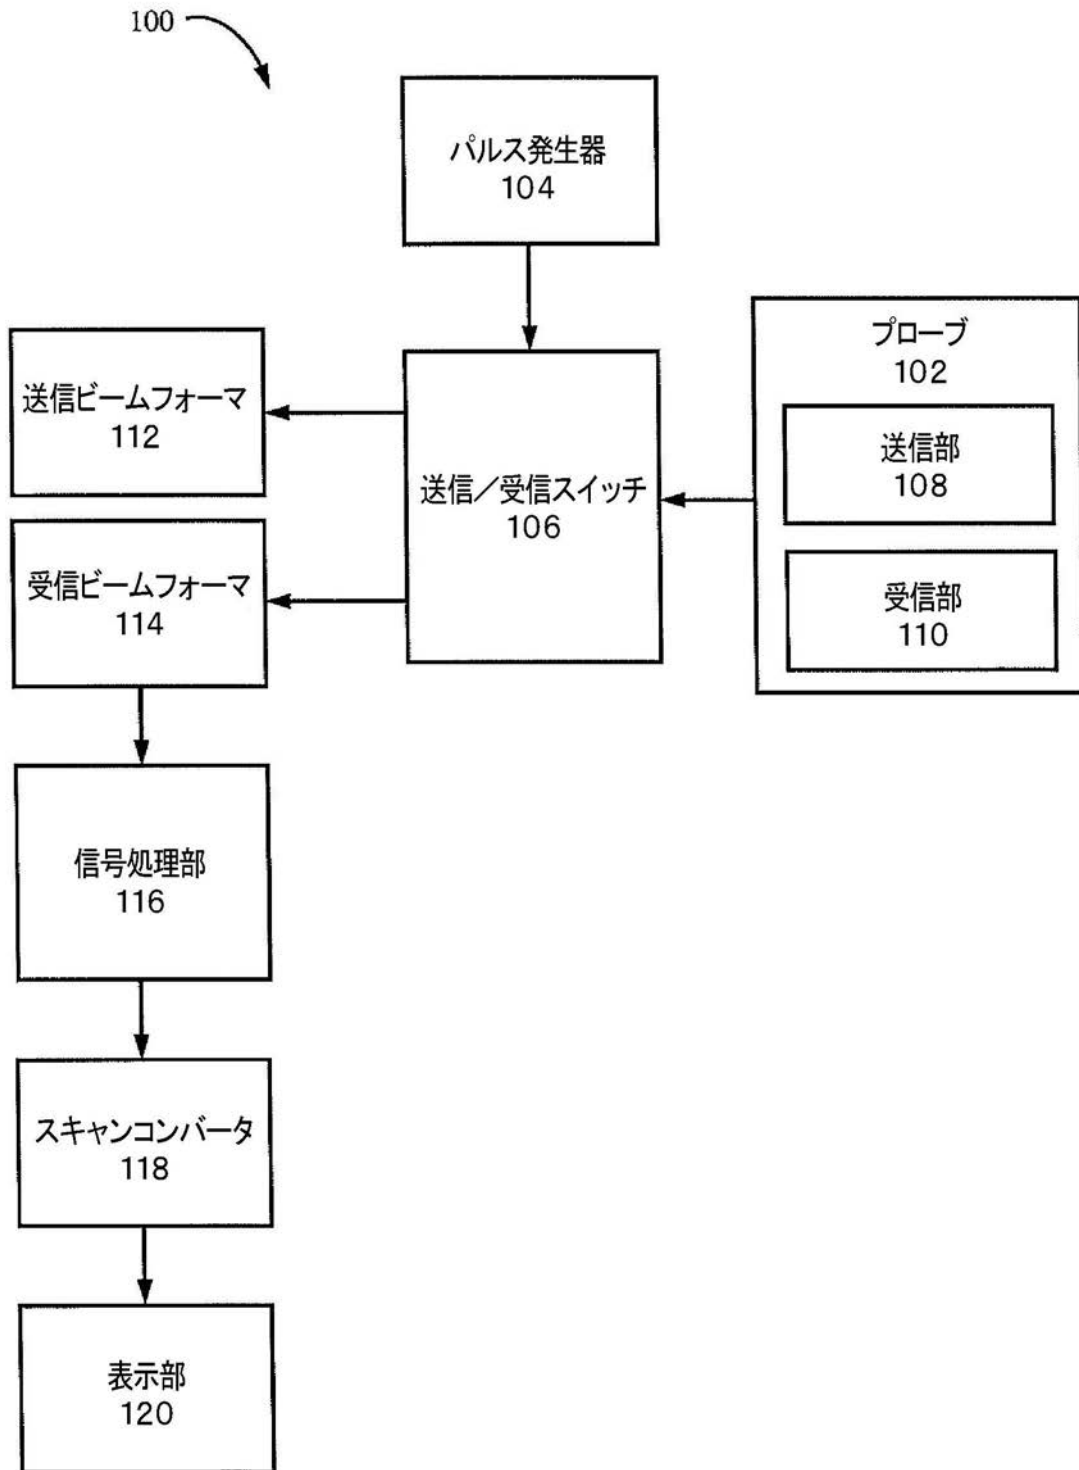 100
パルス発生器
104
プローブ
102
送信ビームフォーマ
112
送信部
108
送信／受信スイッチ
106
受信ビームフォーマ
114
受信部
110
信号処理部
116
スキャンコンバータ
118
表示部
120